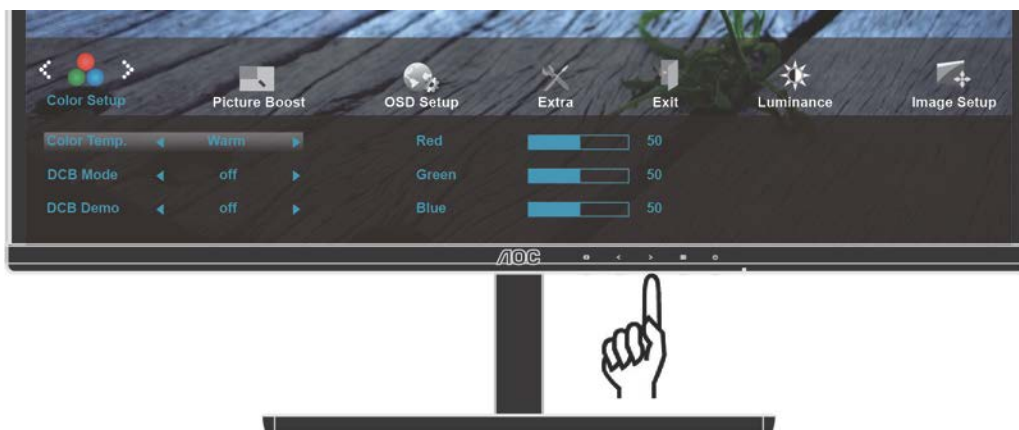 Color Setup Picture Boost OSD Setup Extra Exit Luminance Image Setup
Color Temp. Warm Red 50
DCB Mode off Green 50
DCB Demo off Blue 50
AOC